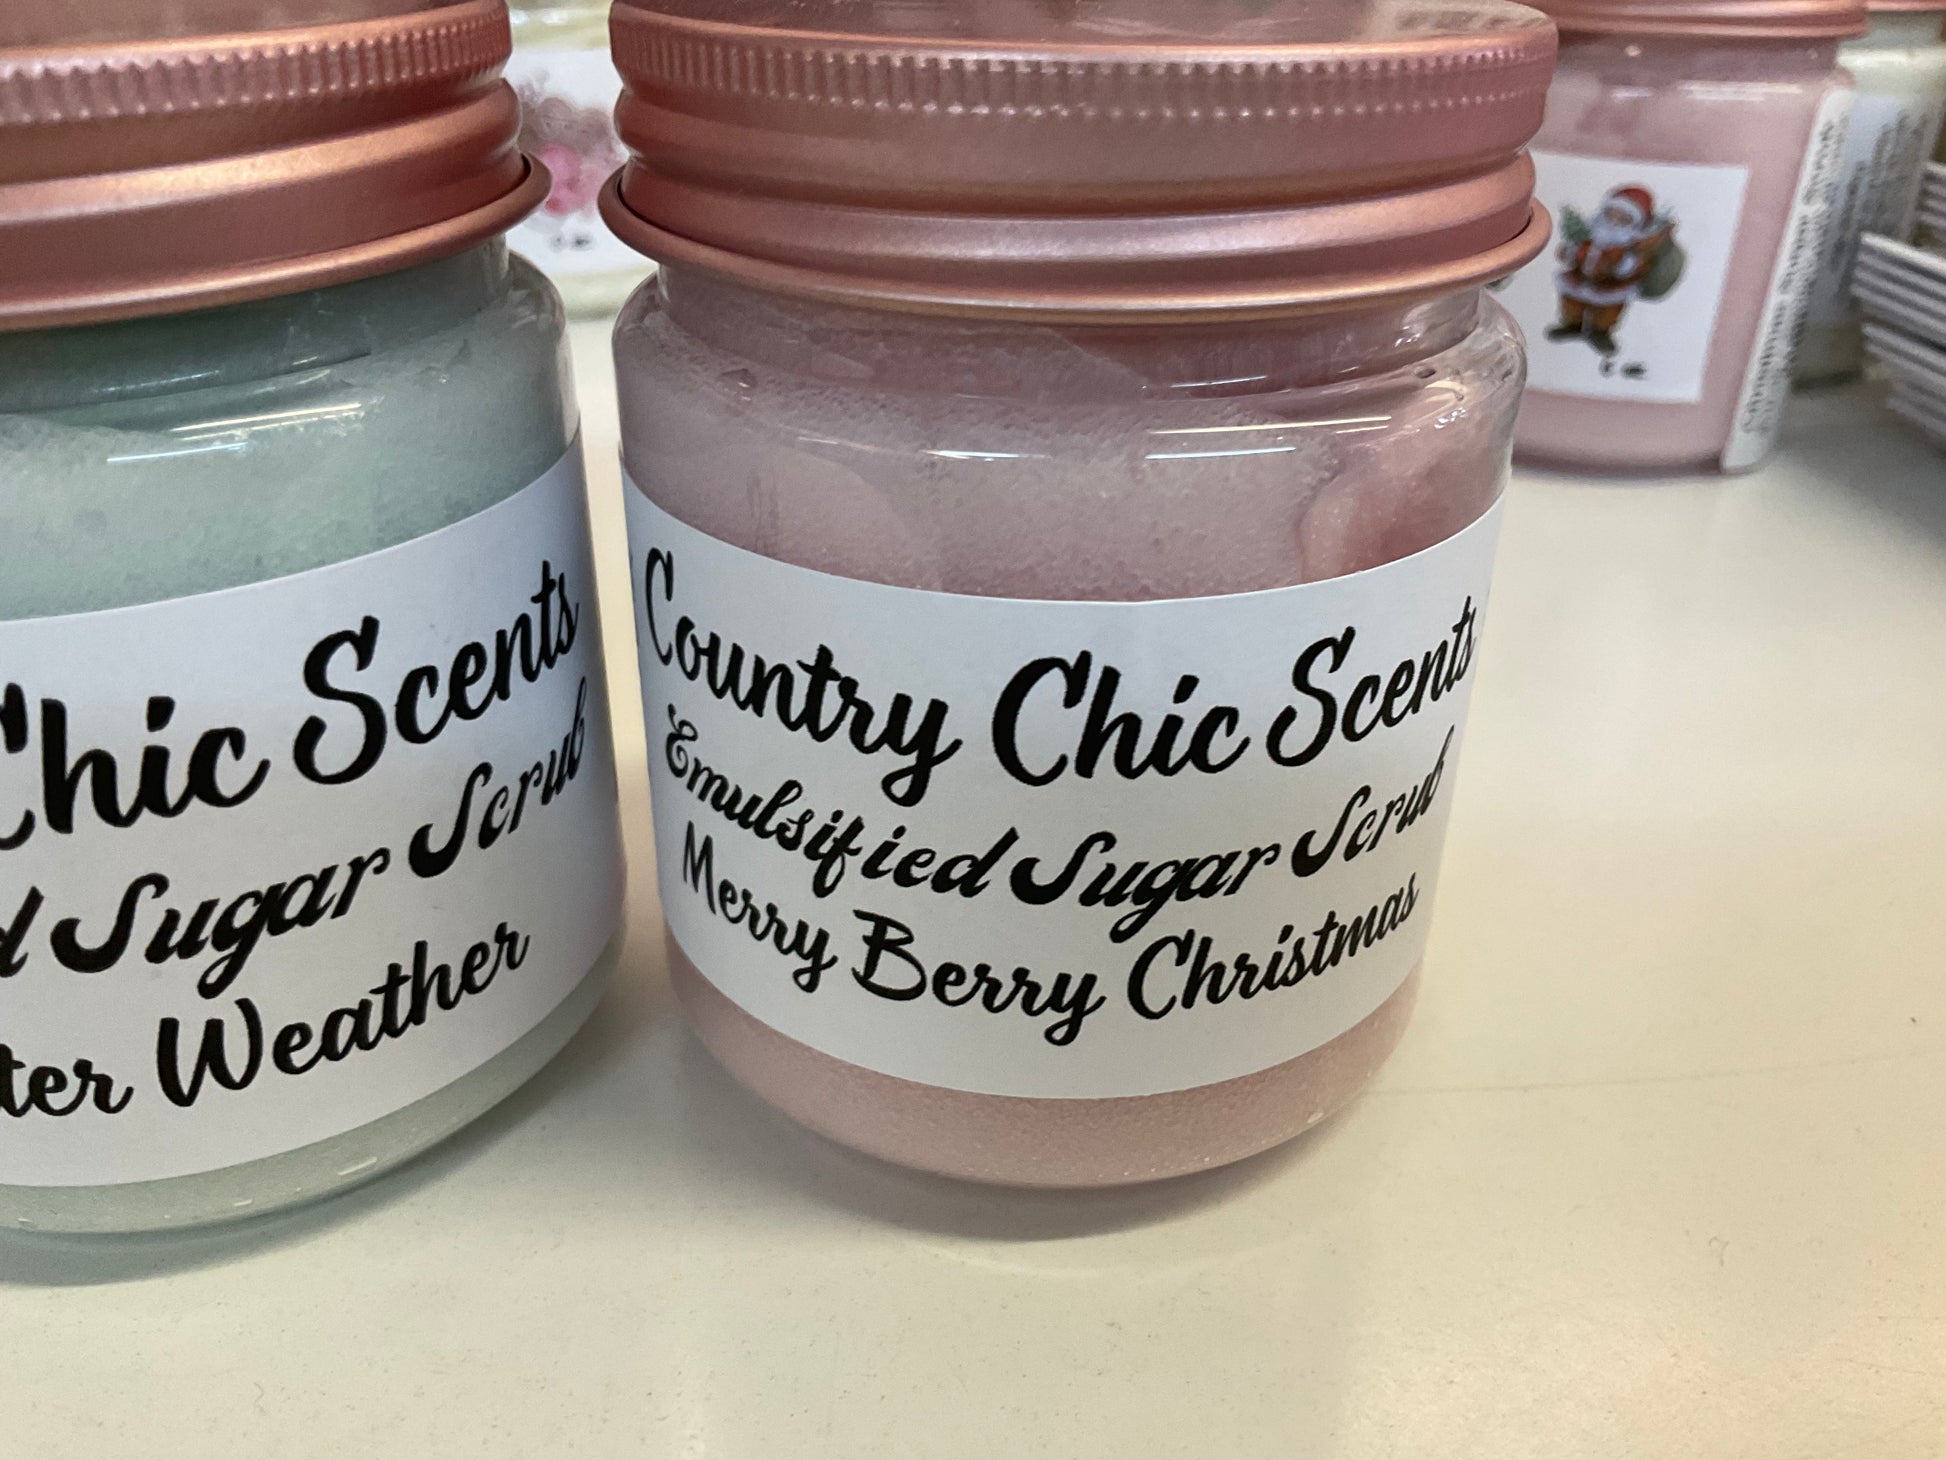 Chic Scents
d Sugar Scrub
ter Weather
Country Chic Scents
Emulsified Sugar Scrub
Merry Berry Christmas